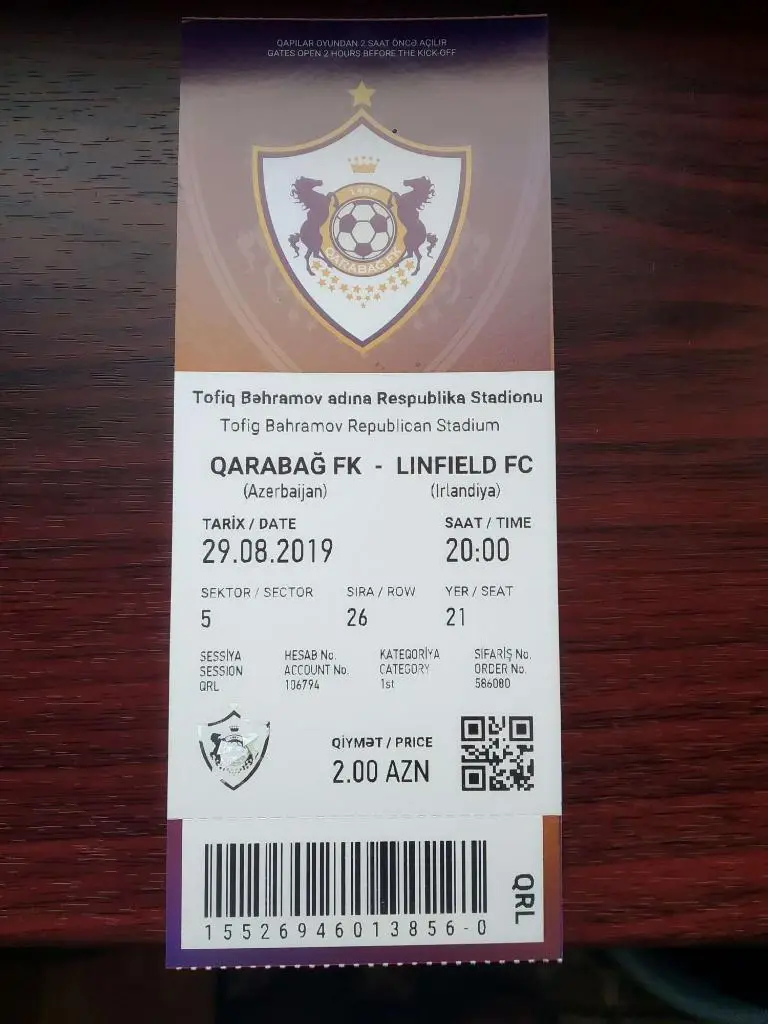 QAPILAR OYUNDAN 2 SAAT ÖNCƏ AÇILIR
GATES OPEN 2 HOURS BEFORE THE KICK-OFF
1987
QARABAĞ FK
Tofiq Bəhramov adına Respublika Stadionu
Tofig Bahramov Republican Stadium
QARABAĞ FK - LINFIELD FC
(Azerbaijan) (Irlandiya)
TARİX / DATE SAAT / TIME
29.08.2019 20:00
SEKTOR / SECTOR SIRA / ROW YER / SEAT
5 26 21
SESSİYA HESAB No. KATEQORİYA SİFARİŞ No.
SESSION ACCOUNT No. CATEGORY ORDER No.
QRL 106794 1st 586080
QİYMƏT / PRICE
2.00 AZN
QRL
15526946013856-0